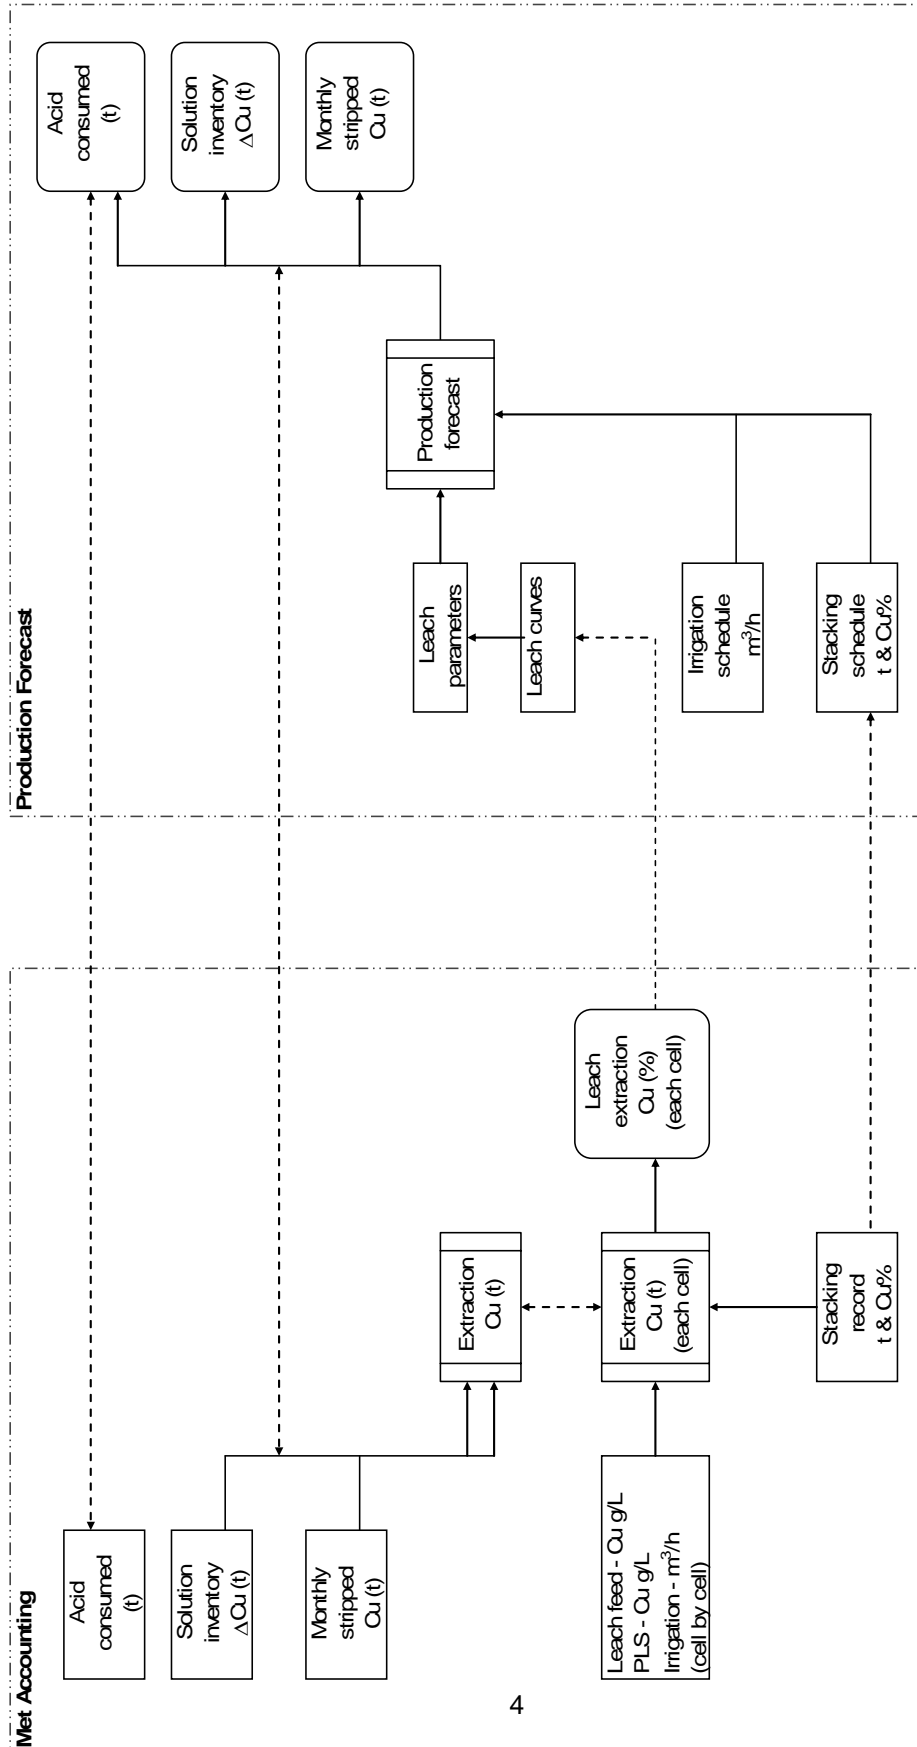 Met Accounting
Acid
consumed
(t)
Solution
inventory
ΔCu (t)
Monthly
stripped
Cu (t)
Leach feed - Cu g/L
PLS - Cu g/L
Irrigation - m³/h
(cell by cell)
Extraction
Cu (t)
Extraction
Cu (t)
(each cell)
Stacking
record
t & Cu%
Leach
extraction
Cu (%)
(each cell)
Production Forecast
Leach
parameters
Leach curves
Irrigation
schedule
m³/h
Stacking
schedule
t & Cu%
Production
forecast
Acid
consumed
(t)
Solution
inventory
ΔCu (t)
Monthly
stripped
Cu (t)
4